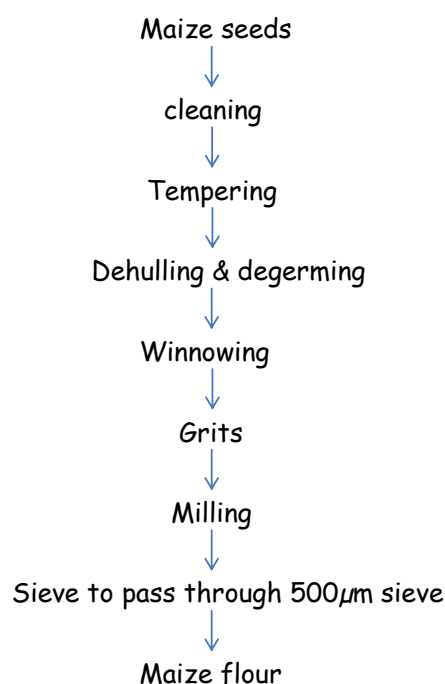 Maize seeds
cleaning
Tempering
Dehulling & degerming
Winnowing
Grits
Milling
Sieve to pass through 500µm sieve
Maize flour